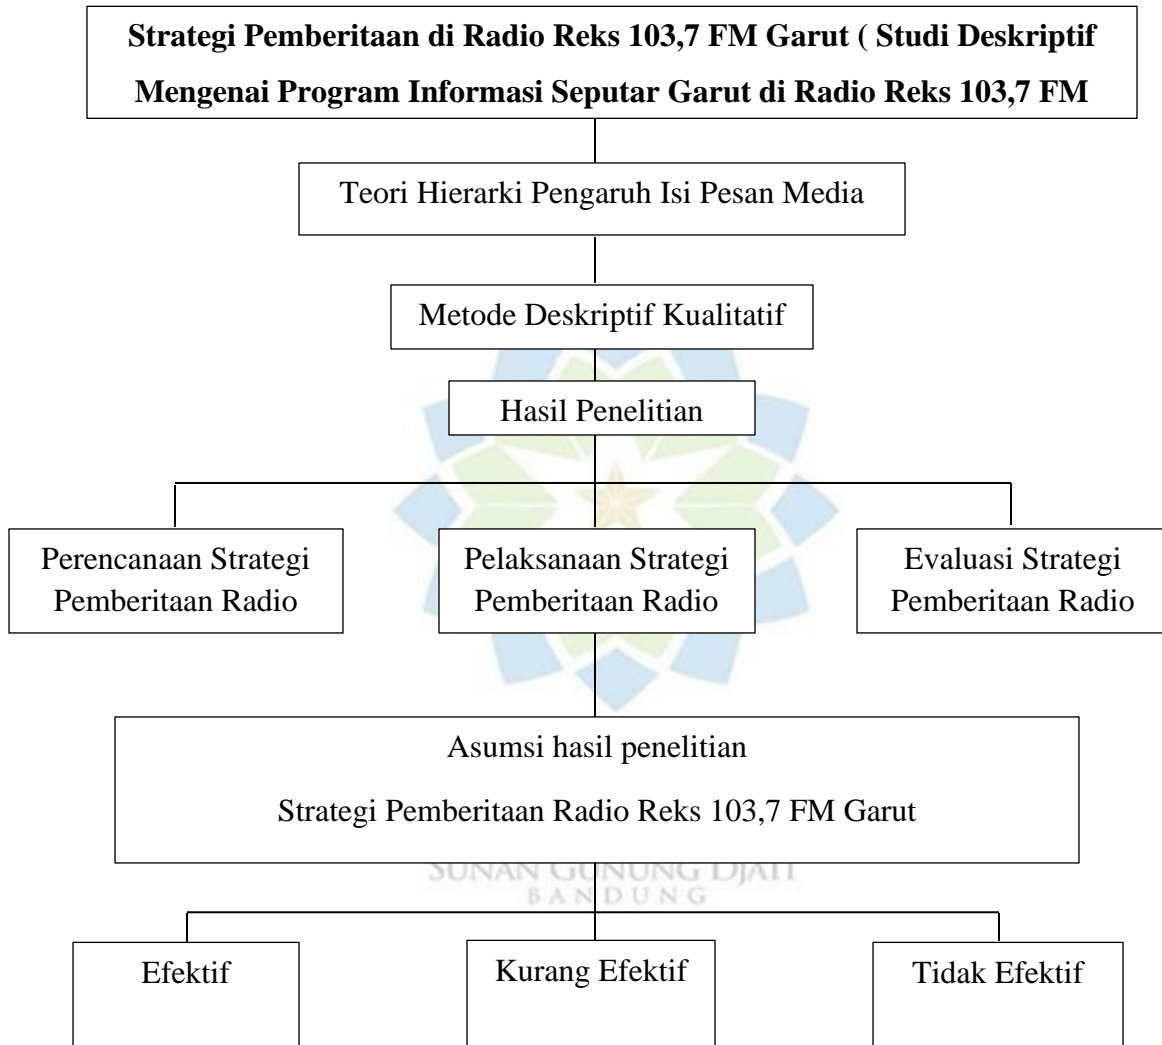 Strategi Pemberitaan di Radio Reks 103,7 FM Garut ( Studi Deskriptif
Mengenai Program Informasi Seputar Garut di Radio Reks 103,7 FM
Teori Hierarki Pengaruh Isi Pesan Media
Metode Deskriptif Kualitatif
Hasil Penelitian
Perencanaan Strategi
Pemberitaan Radio
Pelaksanaan Strategi
Pemberitaan Radio
Evaluasi Strategi
Pemberitaan Radio
Asumsi hasil penelitian
Strategi Pemberitaan Radio Reks 103,7 FM Garut
SUNAN GUNUNG DJATI
BANDUNG
Efektif
Kurang Efektif
Tidak Efektif